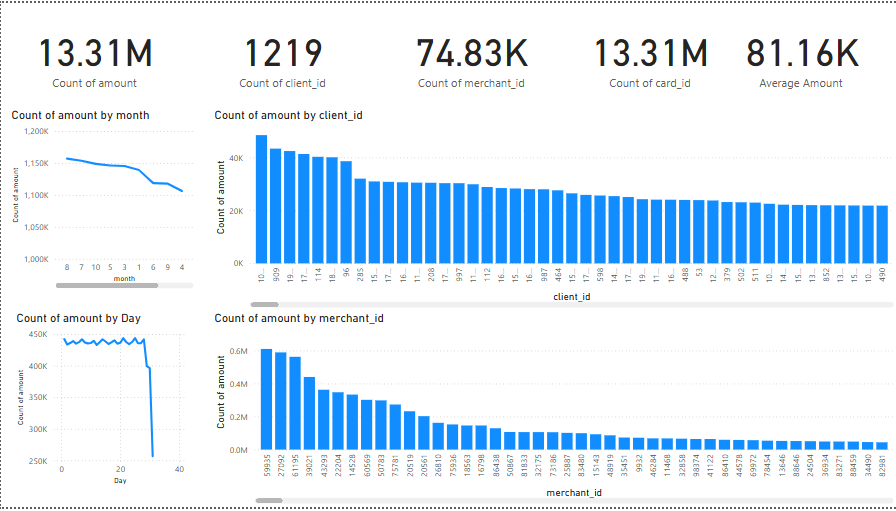 13.31M 1219 74.83K 13.31M 81.16K
Count of amount Count of client_id Count of merchant_id Count of card_id Average Amount
Count of amount by month
1,200K
1,150K
1,100K
1,050K
1,000K
Count of amount
8 7 10 5 3 1 6 9 4
month
Count of amount by client_id
40K
20K
0K
Count of amount
10... 909 19... 17... 114 18... 96 285 15... 17... 16... 11... 208 17... 997 11... 112 16... 15... 16... 987 464 15... 17... 598 14... 17... 19... 11... 16... 488 53 12... 379 502 511 10... 14... 15... 13... 852 13... 15... 10... 490
client_id
Count of amount by Day
450K
400K
350K
300K
250K
Count of amount
0 20 40
Day
Count of amount by merchant_id
0.6M
0.4M
0.2M
0.0M
Count of amount
59935 27092 61195 39021 43293 22204 14528 60569 50783 75781 20519 20561 26810 75936 18563 16798 86438 50867 81833 32175 73186 25887 83480 15143 48919 35451 9932 46284 11468 32858 98374 41122 86410 44578 69972 78454 13646 88646 24504 36934 83271 88459 34490 82981
merchant_id